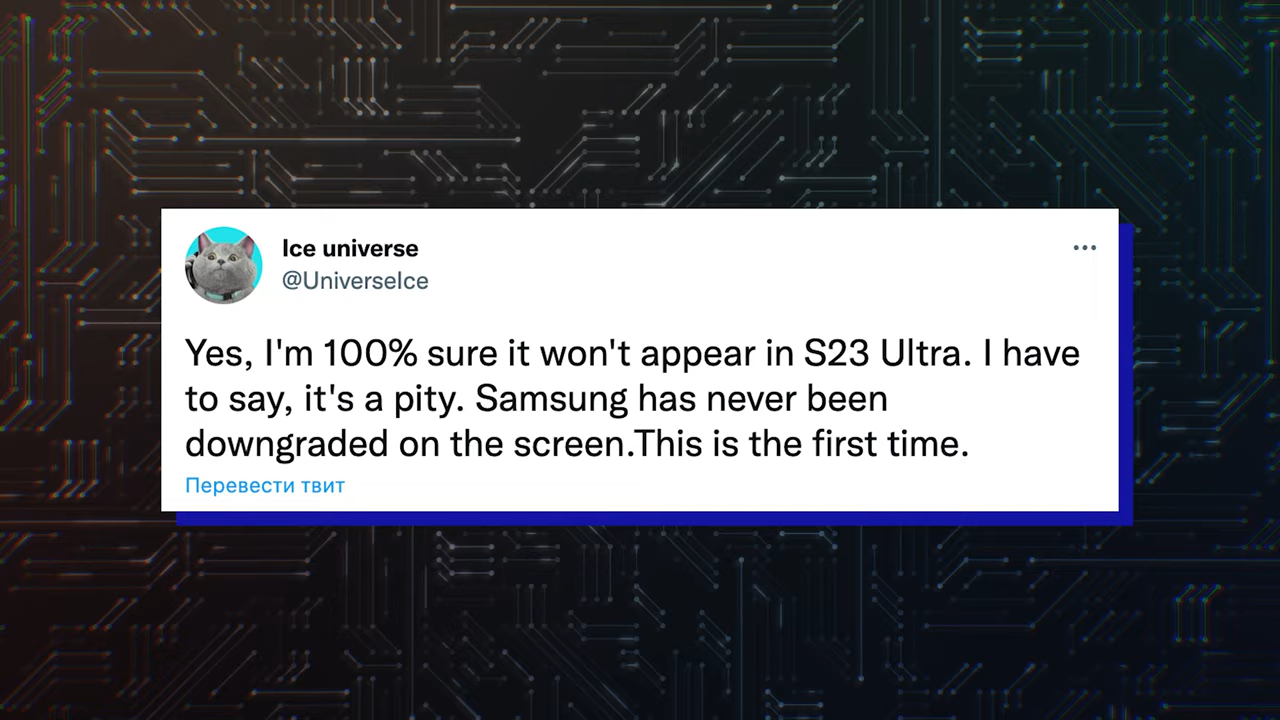 Ice universe
@UniverseIce
Yes, I'm 100% sure it won't appear in S23 Ultra. I have
to say, it's a pity. Samsung has never been
downgraded on the screen.This is the first time.
Перевести твит